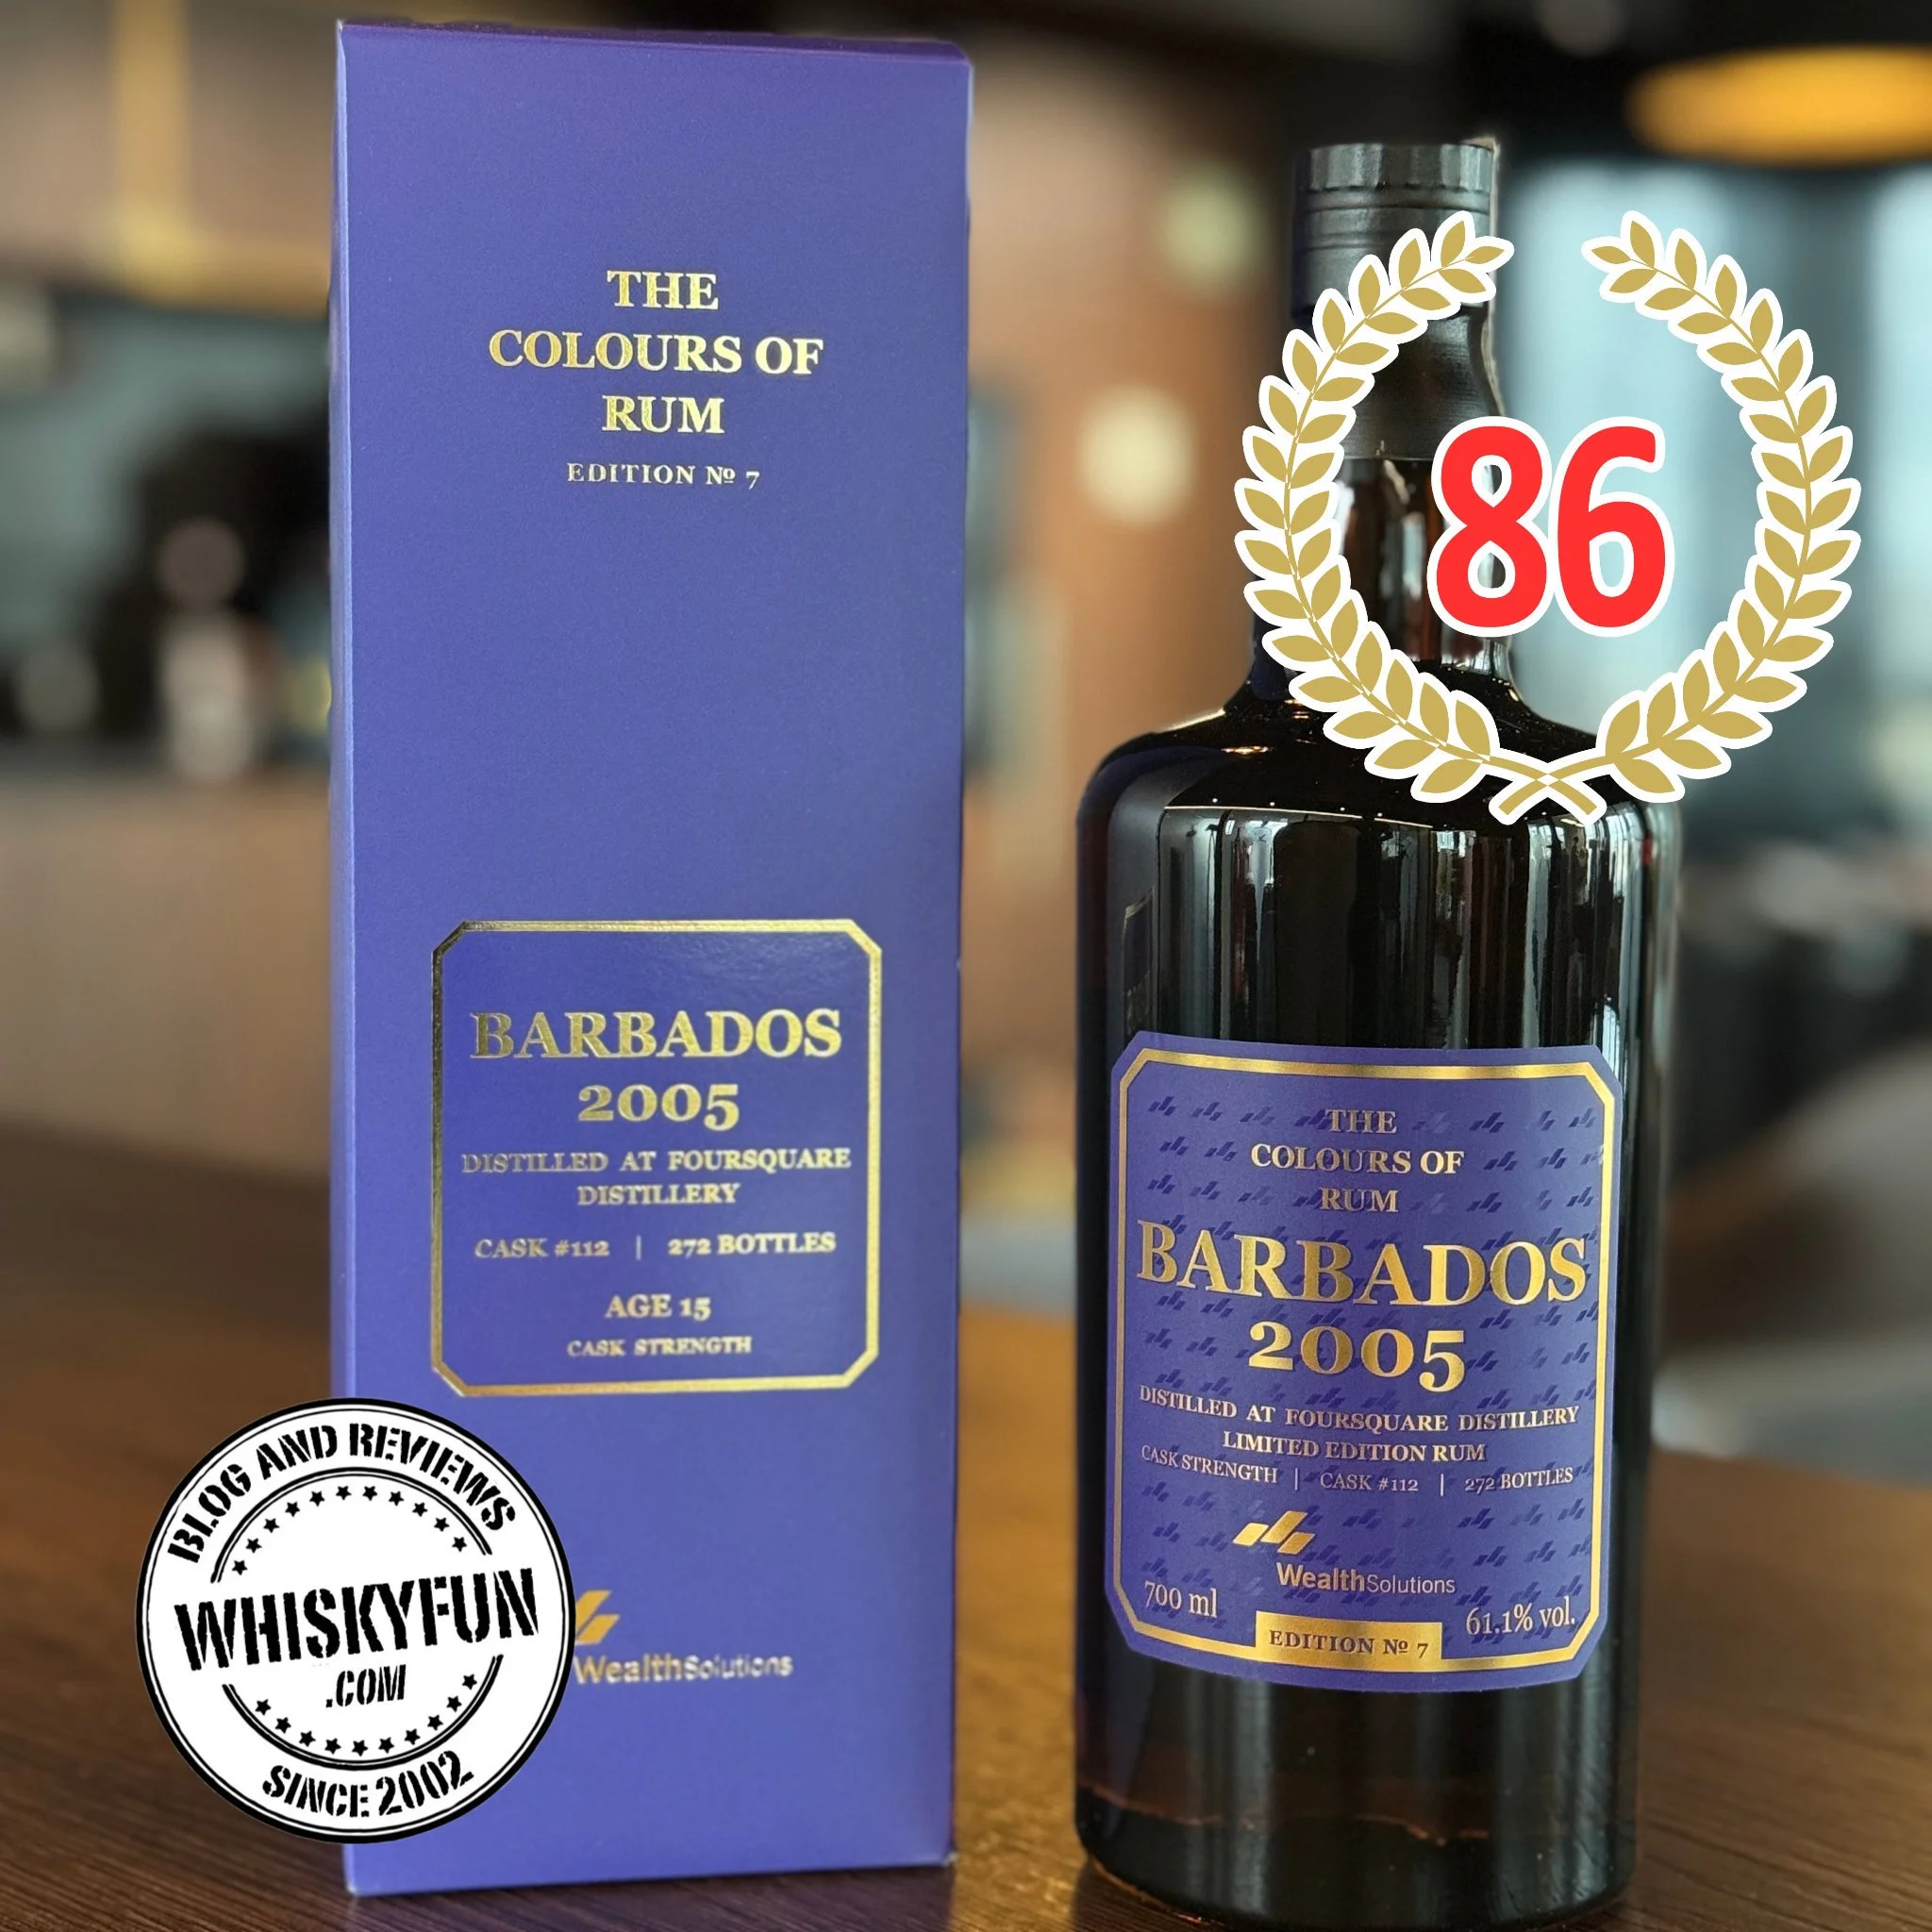 THE
COLOURS OF
RUM
EDITION № 7
BARBADOS
2005
DISTILLED AT FOURSQUARE
DISTILLERY
CASK #112 | 272 BOTTLES
AGE 15
CASK STRENGTH
WealthSolutions
86
THE
COLOURS OF
RUM
BARBADOS
2005
DISTILLED AT FOURSQUARE DISTILLERY
LIMITED EDITION RUM
CASK STRENGTH | CASK #112 | 272 BOTTLES
WealthSolutions
700 ml
61.1% vol.
EDITION № 7
BLOG AND REVIEWS
WHISKYFUN
.COM
SINCE 2002